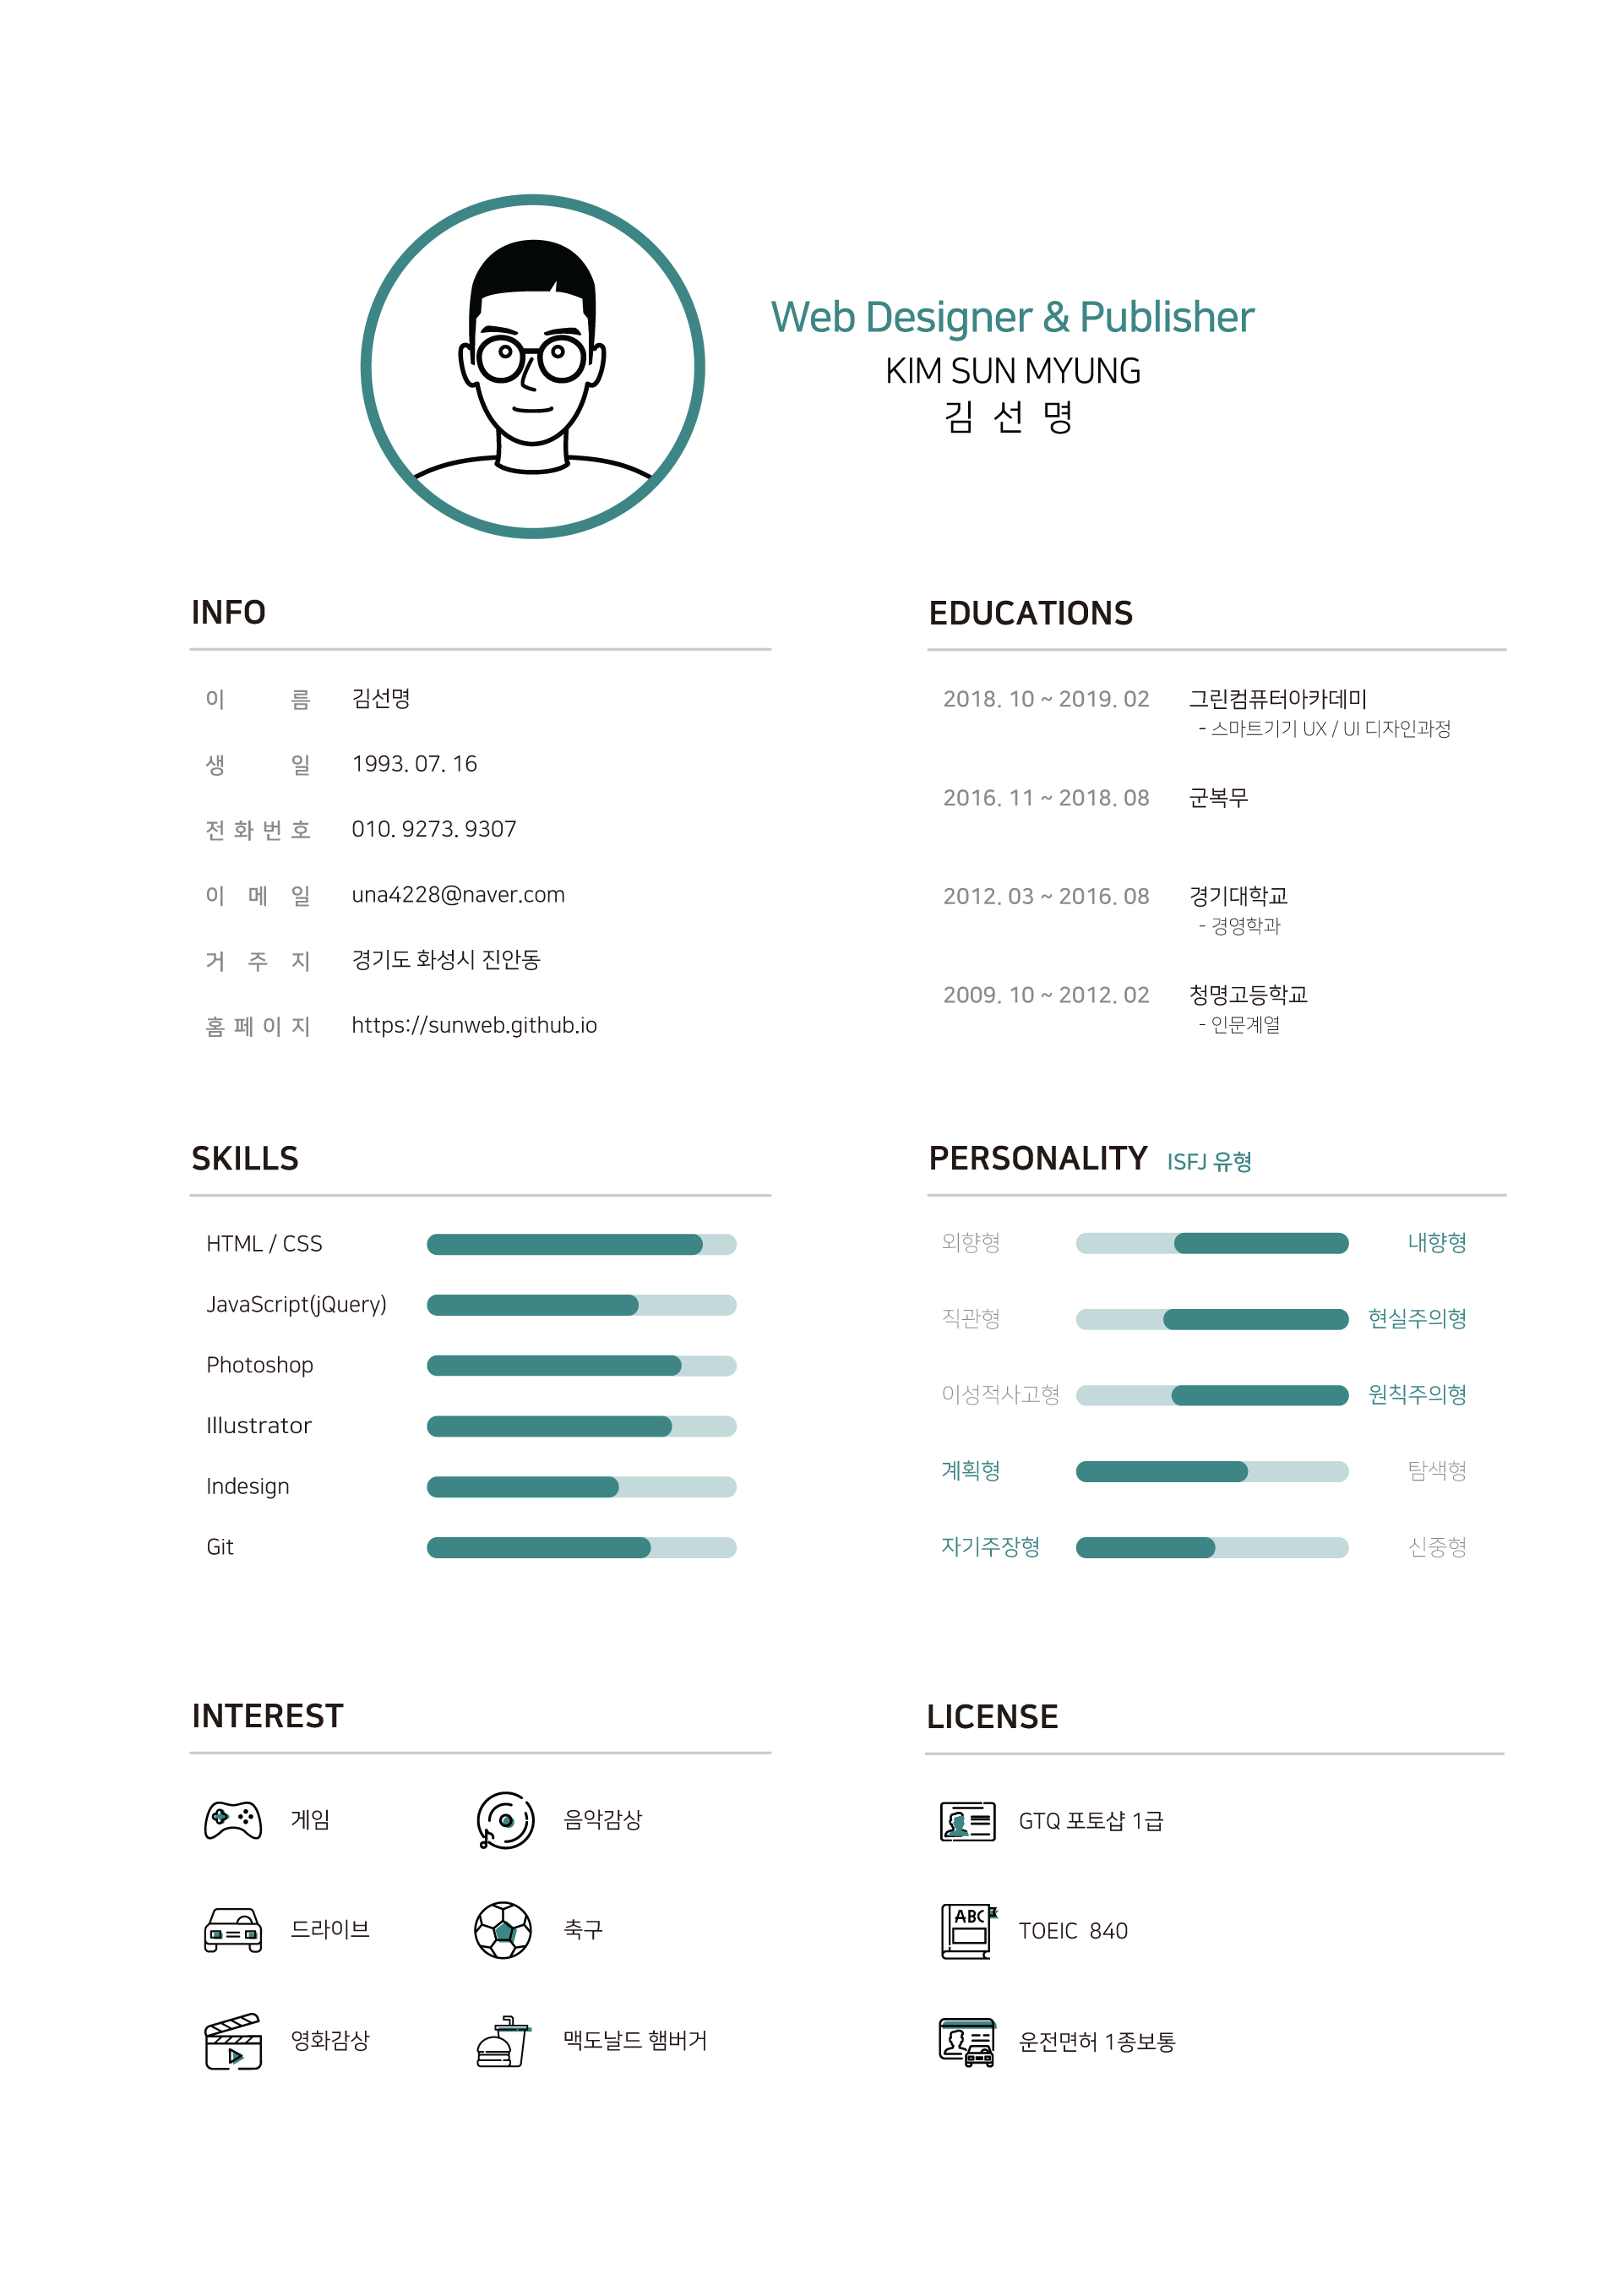 Web Designer & Publisher
KIM SUN MYUNG
김 선 명
INFO
이 름 김선명
생 일 1993. 07. 16
전 화 번 호 010. 9273. 9307
이 메 일 una4228@naver.com
거 주 지 경기도 화성시 진안동
홈 페 이 지 https://sunweb.github.io
EDUCATIONS
2018. 10 ~ 2019. 02 그린컴퓨터아카데미
- 스마트기기 UX / UI 디자인과정
2016. 11 ~ 2018. 08 군복무
2012. 03 ~ 2016. 08 경기대학교
- 경영학과
2009. 10 ~ 2012. 02 청명고등학교
- 인문계열
SKILLS
HTML / CSS
JavaScript(jQuery)
Photoshop
Illustrator
Indesign
Git
PERSONALITY ISFJ 유형
외향형 내향형
직관형 현실주의형
이성적사고형 원칙주의형
계획형 탐색형
자기주장형 신중형
INTEREST
게임 음악감상
드라이브 축구
영화감상 맥도날드 햄버거
LICENSE
GTQ 포토샵 1급
ABC TOEIC 840
운전면허 1종보통